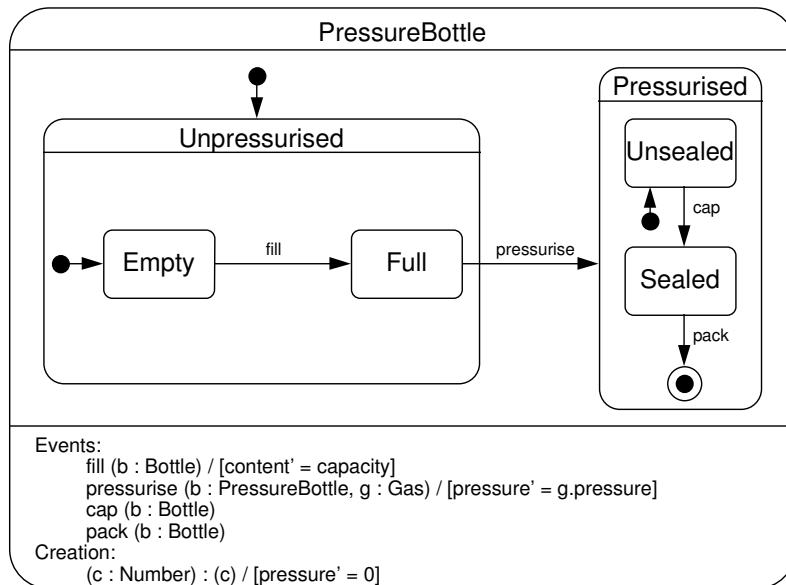 PressureBottle
Unpressurised
Empty
fill
Full
pressurise
Pressurised
Unsealed
cap
Sealed
pack
Events:
fill (b : Bottle) / [content’ = capacity]
pressurise (b : PressureBottle, g : Gas) / [pressure’ = g.pressure]
cap (b : Bottle)
pack (b : Bottle)
Creation:
(c : Number) : (c) / [pressure’ = 0]